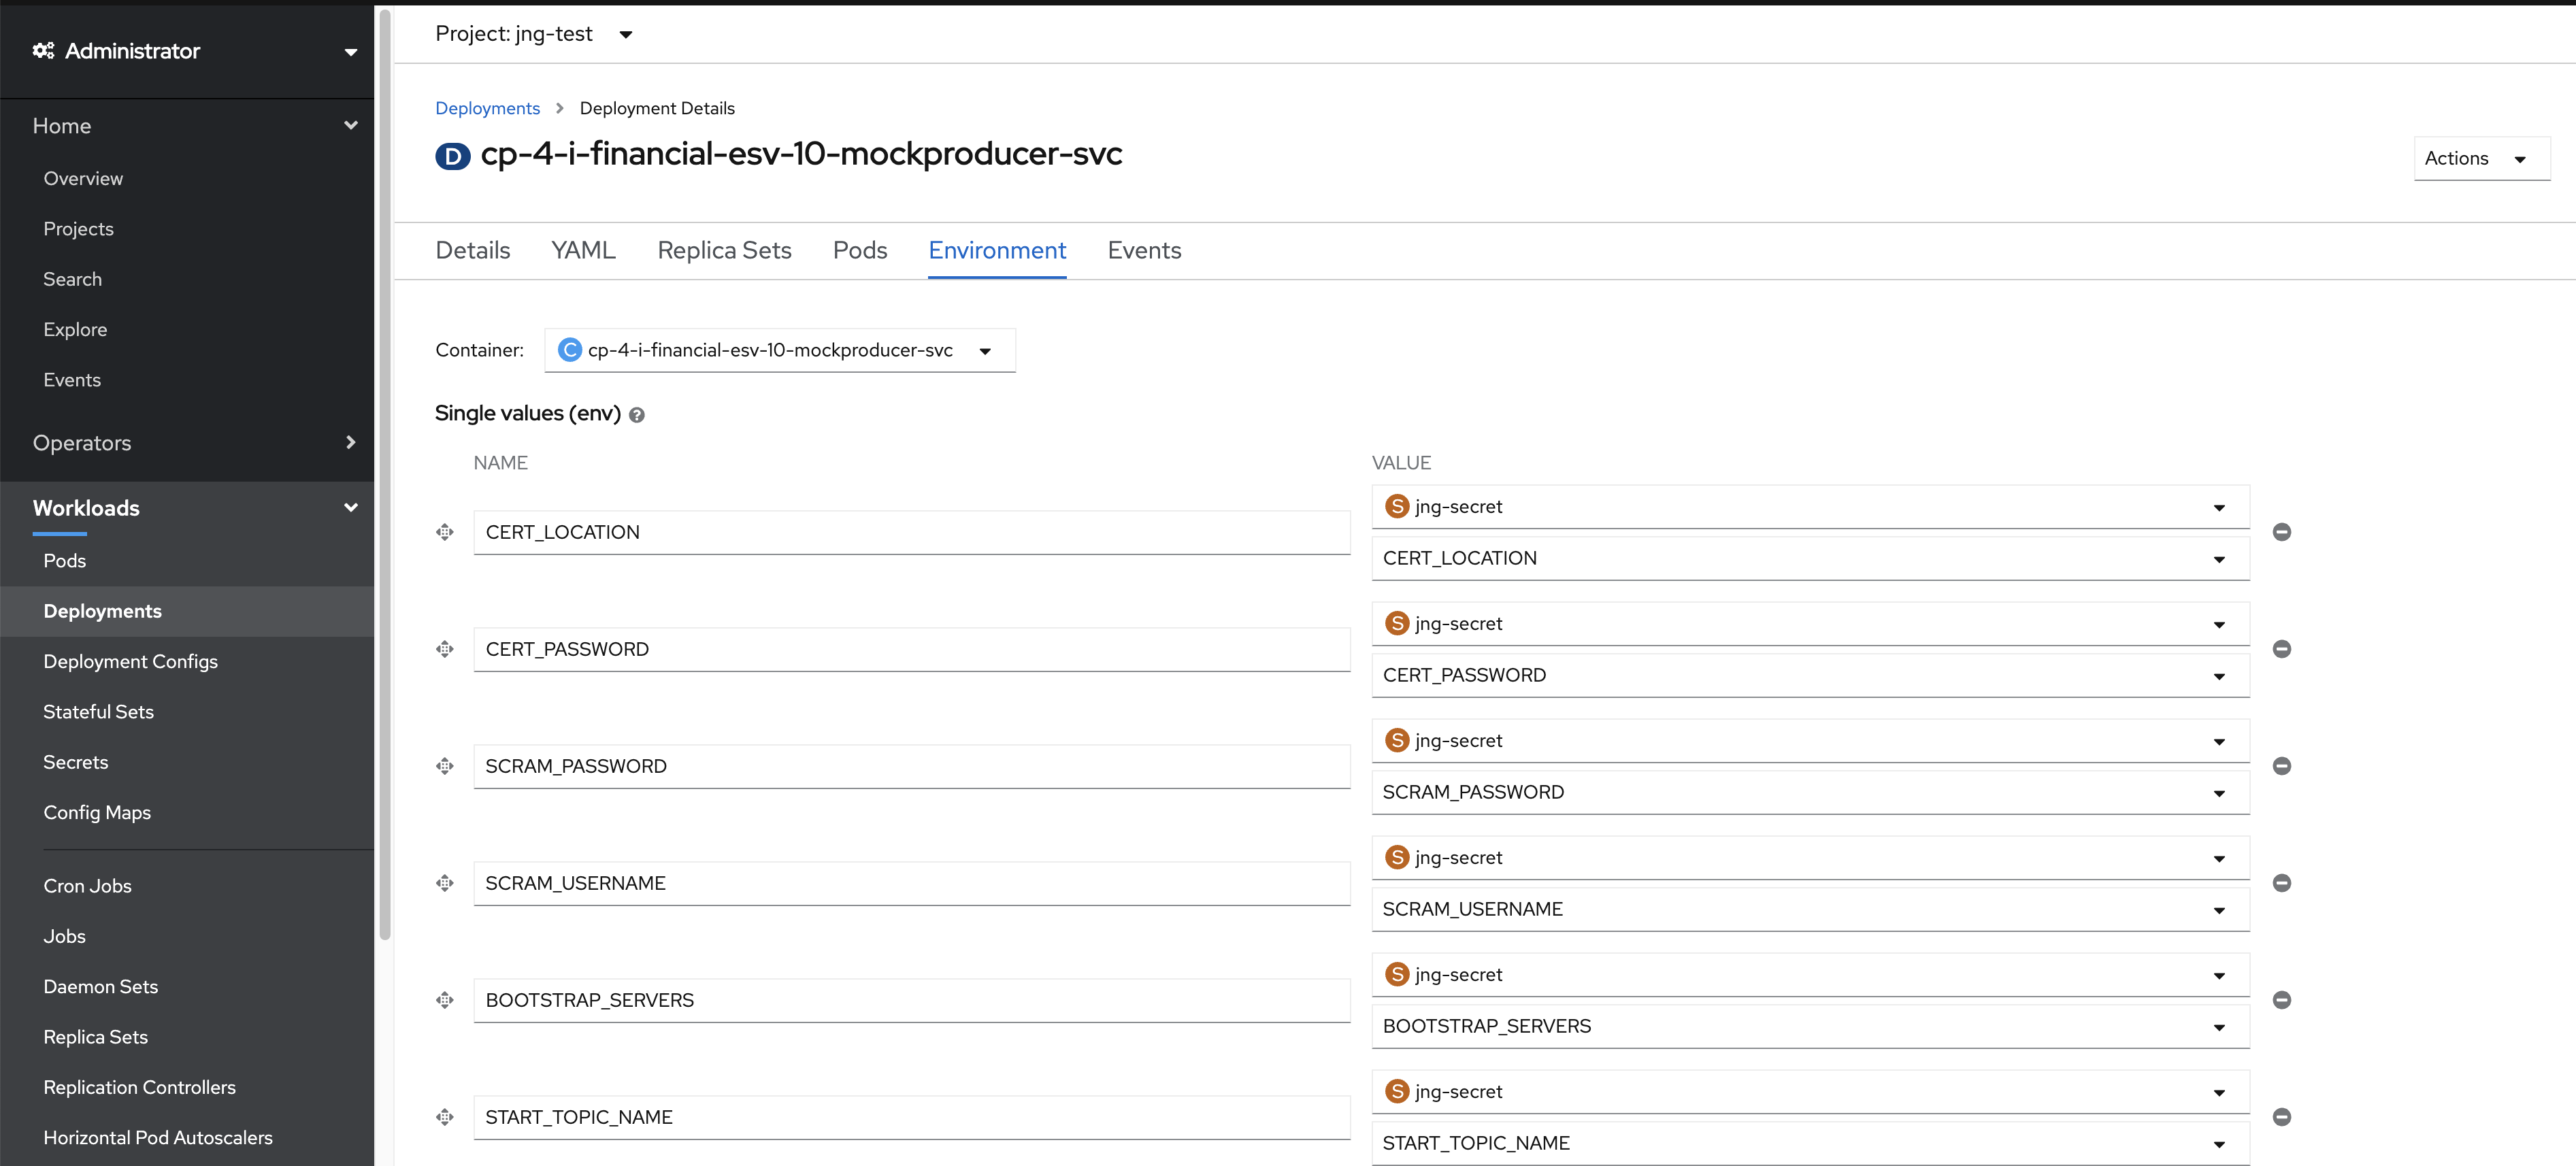 Administrator
Home
Overview
Projects
Search
Explore
Events
Operators
Workloads
Pods
Deployments
Deployment Configs
Stateful Sets
Secrets
Config Maps
Cron Jobs
Jobs
Daemon Sets
Replica Sets
Replication Controllers
Horizontal Pod Autoscalers
Project: jng-test
Deployments > Deployment Details
D cp-4-i-financial-esv-10-mockproducer-svc
Actions
Details YAML Replica Sets Pods Environment Events
Container: C cp-4-i-financial-esv-10-mockproducer-svc
Single values (env) ?
NAME VALUE
CERT_LOCATION
S jng-secret
CERT_LOCATION
CERT_PASSWORD
S jng-secret
CERT_PASSWORD
SCRAM_PASSWORD
S jng-secret
SCRAM_PASSWORD
SCRAM_USERNAME
S jng-secret
SCRAM_USERNAME
BOOTSTRAP_SERVERS
S jng-secret
BOOTSTRAP_SERVERS
START_TOPIC_NAME
S jng-secret
START_TOPIC_NAME